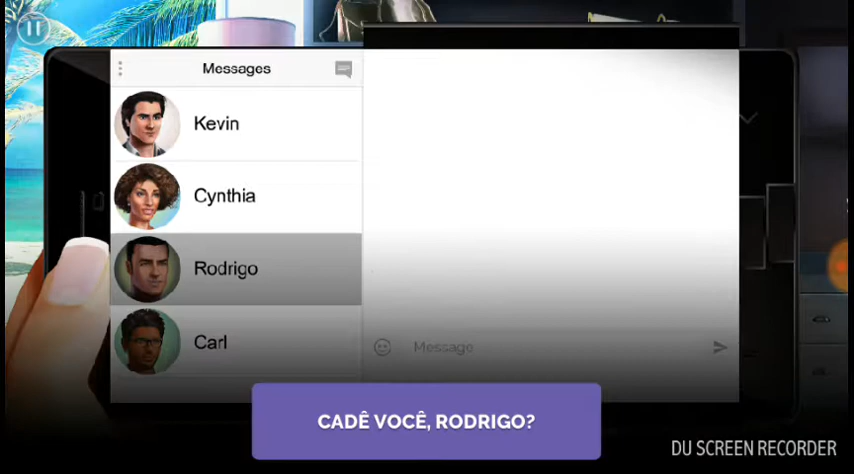 Messages
Kevin
Cynthia
Rodrigo
Carl
Message
CADÊ VOCÊ, RODRIGO?
DU SCREEN RECORDER